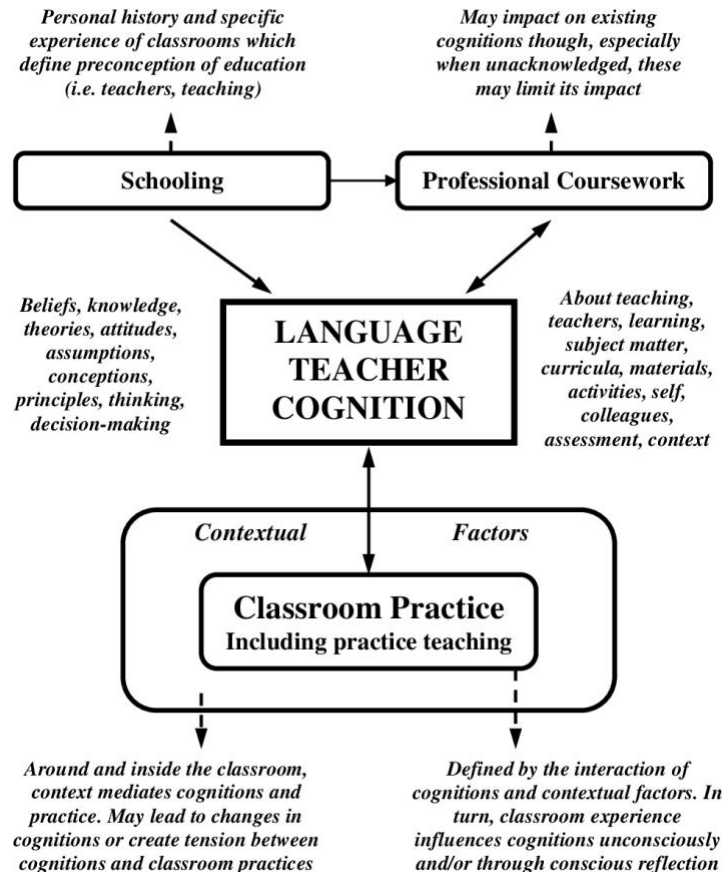 Personal history and specific
experience of classrooms which
define preconception of education
(i.e. teachers, teaching)
May impact on existing
cognitions though, especially
when unacknowledged, these
may limit its impact
Schooling
Professional Coursework
Beliefs, knowledge,
theories, attitudes,
assumptions,
conceptions,
principles, thinking,
decision-making
LANGUAGE
TEACHER
COGNITION
About teaching,
teachers, learning,
subject matter,
curricula, materials,
activities, self,
colleagues,
assessment, context
Contextual Factors
Classroom Practice
Including practice teaching
Around and inside the classroom,
context mediates cognitions and
practice. May lead to changes in
cognitions or create tension between
cognitions and classroom practices
Defined by the interaction of
cognitions and contextual factors. In
turn, classroom experience
influences cognitions unconsciously
and/or through conscious reflection